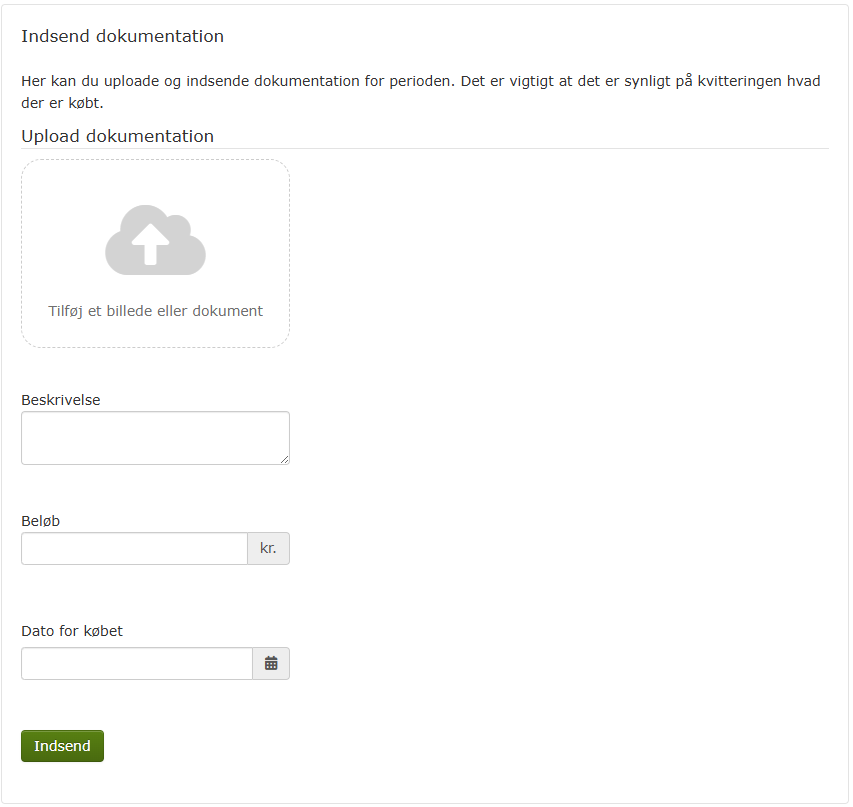 Indsend dokumentation
Her kan du uploade og indsende dokumentation for perioden. Det er vigtigt at det er synligt på kvitteringen hvad
der er købt.
Upload dokumentation
Tilføj et billede eller dokument
Beskrivelse
Beløb
kr.
Dato for købet
Indsend